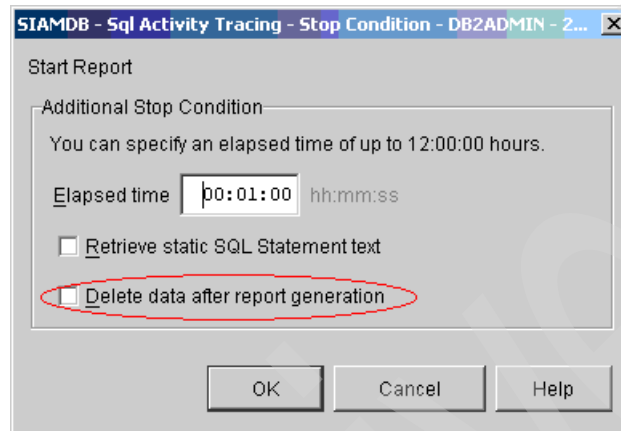 SIAMDB - Sql Activity Tracing - Stop Condition - DB2ADMIN - 2...
Start Report
Additional Stop Condition
You can specify an elapsed time of up to 12:00:00 hours.
Elapsed time 00:01:00 hh:mm:ss
Retrieve static SQL Statement text
Delete data after report generation
OK Cancel Help